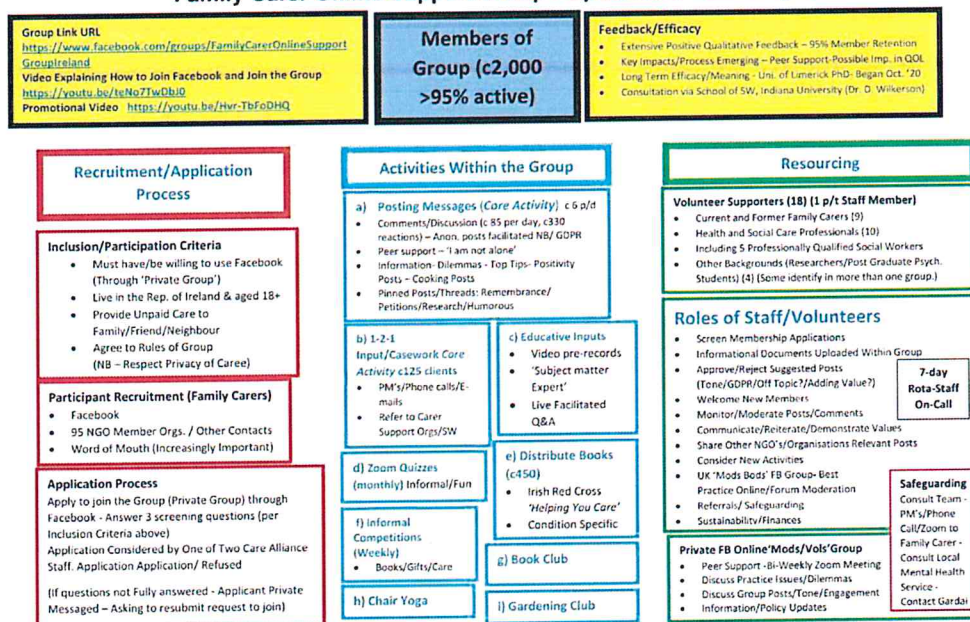 Group Link URL
https://www.facebook.com/groups/FamilyCarerOnlineSupport
GroupIreland
Video Explaining How to Join Facebook and Join the Group
https://youtu.be/teNo7TwDbJ0
Promotional Video https://youtu.be/Hvr-TbFoDHQ
Members of
Group (c2,000
>95% active)
Feedback/Efficacy
• Extensive Positive Qualitative Feedback – 95% Member Retention
• Key Impacts/Process Emerging – Peer Support-Possible Imp. in QOL
• Long Term Efficacy/Meaning - Uni. of Limerick PhD- Began Oct. '20
• Consultation via School of SW, Indiana University (Dr. D. Wilkerson)
Recruitment/Application
Process
Inclusion/Participation Criteria
• Must have/be willing to use Facebook
(Through 'Private Group')
• Live in the Rep. of Ireland & aged 18+
• Provide Unpaid Care to
Family/Friend/Neighbour
• Agree to Rules of Group
(NB – Respect Privacy of Caree)
Participant Recruitment (Family Carers)
• Facebook
• 95 NGO Member Orgs. / Other Contacts
• Word of Mouth (Increasingly Important)
Application Process
Apply to join the Group (Private Group) through
Facebook - Answer 3 screening questions (per
Inclusion Criteria above)
Application Considered by One of Two Care Alliance
Staff. Application Application/ Refused
(If questions not Fully answered - Applicant Private
Messaged – Asking to resubmit request to join)
Activities Within the Group
a) Posting Messages (Core Activity) c 6 p/d
• Comments/Discussion (c 85 per day, c330
reactions) – Anon. posts facilitated NB/ GDPR
• Peer support – 'I am not alone'
• Information- Dilemmas - Top Tips- Positivity
Posts – Cooking Posts
• Pinned Posts/Threads: Remembrance/
Petitions/Research/Humorous
b) 1-2-1
Input/Casework Core
Activity c125 clients
• PM's/Phone calls/E-
mails
• Refer to Carer
Support Orgs/SW
c) Educative Inputs
• Video pre-records
• 'Subject matter
Expert'
• Live Facilitated
Q&A
d) Zoom Quizzes
(monthly) Informal/Fun
e) Distribute Books
(c450)
• Irish Red Cross
'Helping You Care'
• Condition Specific
f) Informal
Competitions
(Weekly)
• Books/Gifts/Care
g) Book Club
h) Chair Yoga
i) Gardening Club
Resourcing
Volunteer Supporters (18) (1 p/t Staff Member)
• Current and Former Family Carers (9)
• Health and Social Care Professionals (10)
• Including 5 Professionally Qualified Social Workers
• Other Backgrounds (Researchers/Post Graduate Psych.
Students) (4) (Some identify in more than one group.)
Roles of Staff/Volunteers
• Screen Membership Applications
• Informational Documents Uploaded Within Group
• Approve/Reject Suggested Posts
(Tone/GDPR/Off Topic?/Adding Value?)
• Welcome New Members
• Monitor/Moderate Posts/Comments
• Communicate/Reiterate/Demonstrate Values
• Share Other NGO's/Organisations Relevant Posts
• Consider New Activities
• UK 'Mods Bods' FB Group- Best
Practice Online/Forum Moderation
• Referrals/ Safeguarding
• Sustainability/Finances
7-day
Rota-Staff
On-Call
Safeguarding
Consult Team -
PM's/Phone
Call/Zoom to
Family Carer -
Consult Local
Mental Health
Service -
Contact Gardai
Private FB Online'Mods/Vols'Group
• Peer Support -Bi-Weekly Zoom Meeting
• Discuss Practice Issues/Dilemmas
• Discuss Group Posts/Tone/Engagement
• Information/Policy Updates